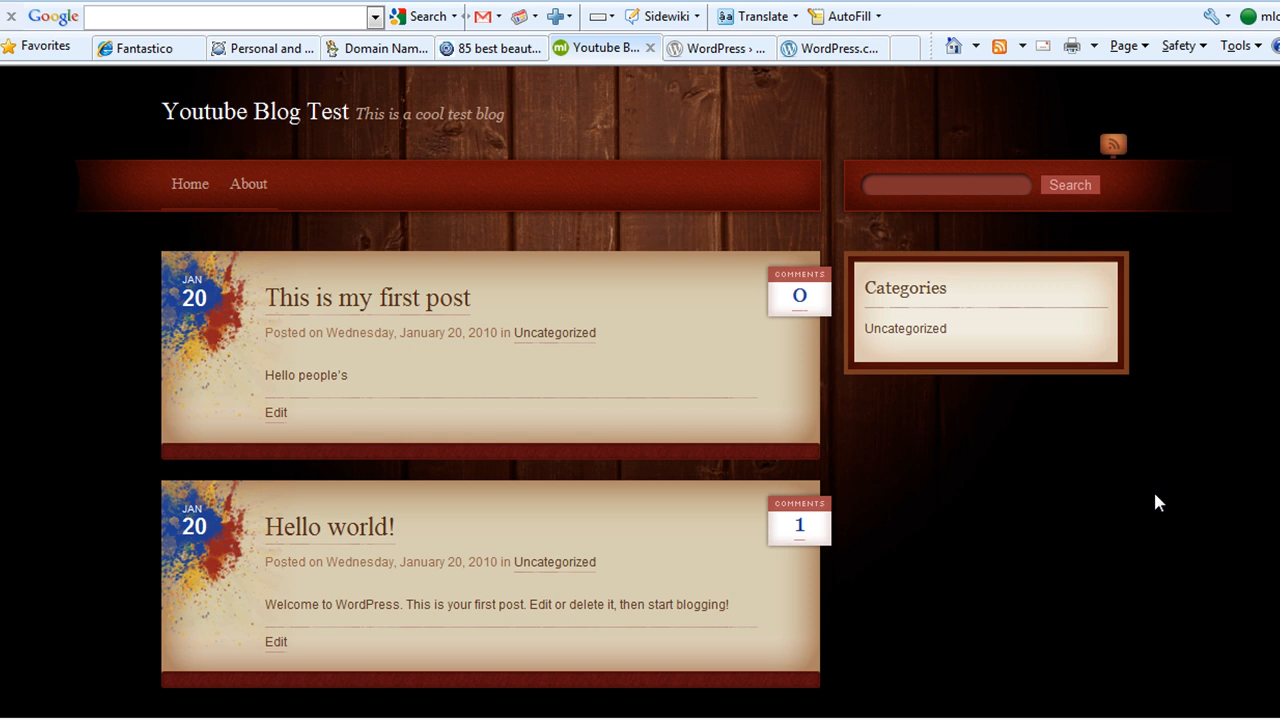 Google Search Sidewiki Translate AutoFill
Favorites Fantastico Personal and ... Domain Nam... 85 best beaut... Youtube B... WordPress › ... WordPress.c... Page Safety Tools
Youtube Blog Test This is a cool test blog
Home About Search
JAN
20
This is my first post
COMMENTS
0
Posted on Wednesday, January 20, 2010 in Uncategorized
Hello people's
Edit
Categories
Uncategorized
JAN
20
Hello world!
COMMENTS
1
Posted on Wednesday, January 20, 2010 in Uncategorized
Welcome to WordPress. This is your first post. Edit or delete it, then start blogging!
Edit